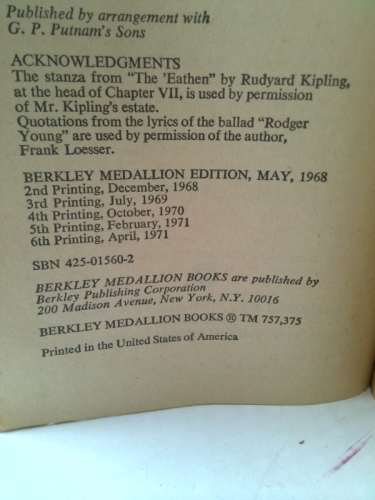 Published by arrangement with
G. P. Putnam's Sons
ACKNOWLEDGMENTS
The stanza from "The 'Eathen" by Rudyard Kipling,
at the head of Chapter VII, is used by permission
of Mr. Kipling's estate.
Quotations from the lyrics of the ballad "Rodger
Young" are used by permission of the author,
Frank Loesser.
BERKLEY MEDALLION EDITION, MAY, 1968
2nd Printing, December, 1968
3rd Printing, July, 1969
4th Printing, October, 1970
5th Printing, February, 1971
6th Printing, April, 1971
SBN 425-01560-2
BERKLEY MEDALLION BOOKS are published by
Berkley Publishing Corporation
200 Madison Avenue, New York, N.Y. 10016
BERKLEY MEDALLION BOOKS ® TM 757,375
Printed in the United States of America